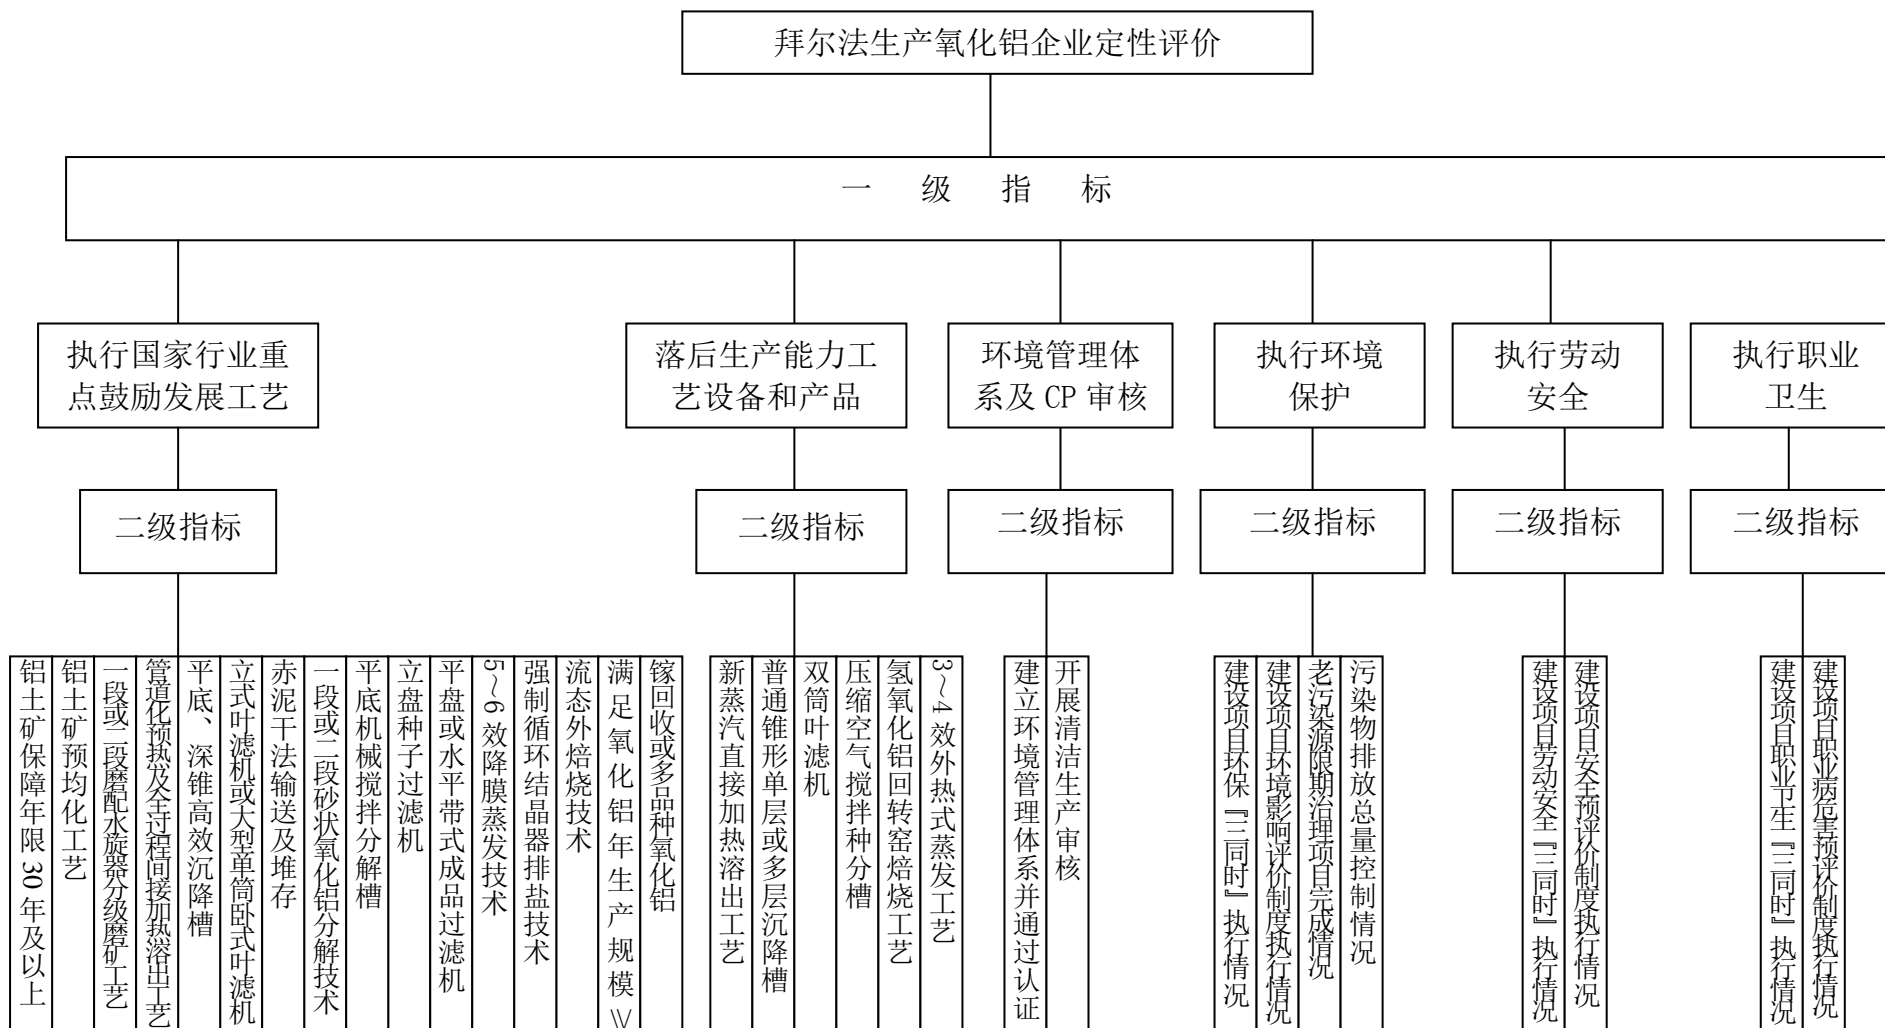 拜尔法生产氧化铝企业定性评价
一 级 指 标
执行国家行业重
点鼓励发展工艺
落后生产能力工
艺设备和产品
环境管理体
系及 CP 审核
执行环境
保护
执行劳动
安全
执行职业
卫生
二级指标
二级指标
二级指标
二级指标
二级指标
二级指标
铝土矿保障年限 30 年及以上
铝土矿预均化工艺
一段或二段磨配水旋器分级磨矿工艺
管道化预热及全过程间接加热溶出工艺
平底、深锥高效沉降槽
立式叶滤机或大型单筒卧式叶滤机
赤泥干法输送及堆存
一段或二段砂状氧化铝分解技术
平底机械搅拌分解槽
立盘种子过滤机
平盘或水平带式成品过滤机
5~6 效降膜蒸发技术
强制循环结晶器排盐技术
流态外焙烧技术
满足氧化铝年生产规模≥
镓回收或多品种氧化铝
新蒸汽直接加热溶出工艺
普通锥形单层或多层沉降槽
双筒叶滤机
压缩空气搅拌种分槽
氢氧化铝回转窑焙烧工艺
3~4 效外热式蒸发工艺
建立环境管理体系并通过认证
开展清洁生产审核
建设项目环保『三同时』执行情况
建设项目环境影响评价制度执行情况
老污染源限期治理项目完成情况
污染物排放总量控制情况
建设项目劳动安全『三同时』执行情况
建设项目安全预评价制度执行情况
建设项目职业卫生『三同时』执行情况
建设项目职业病危害预评价制度执行情况